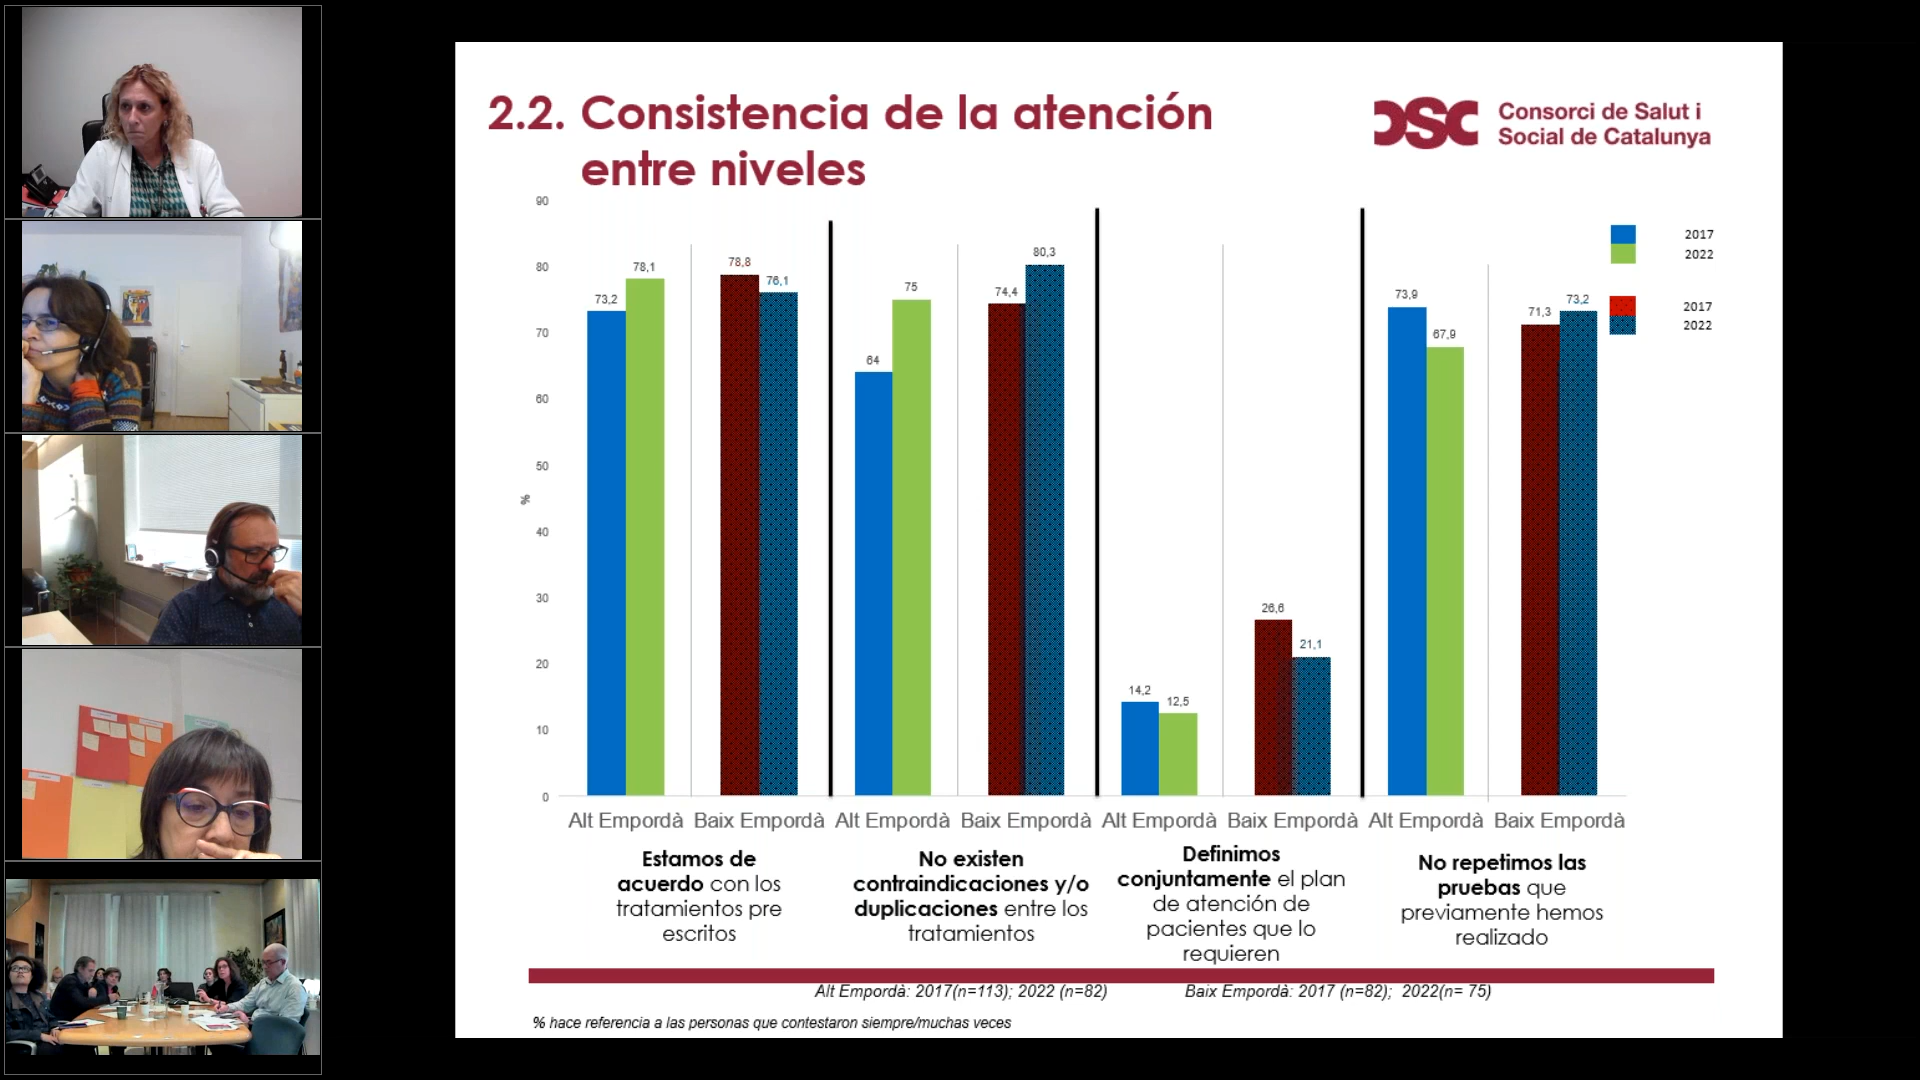 2.2. Consistencia de la atención
entre niveles
CSC Consorci de Salut i
Social de Catalunya
90
80
70
60
50
40
30
20
10
0
%
73,2
78,1
78,8
76,1
64
75
74,4
80,3
14,2
12,5
26,6
21,1
73,9
67,9
71,3
73,2
2017
2022
2017
2022
Alt Empordà Baix Empordà Alt Empordà Baix Empordà Alt Empordà Baix Empordà Alt Empordà Baix Empordà
Estamos de
acuerdo con los
tratamientos pre
escritos
No existen
contraindicaciones y/o
duplicaciones entre los
tratamientos
Definimos
conjuntamente el plan
de atención de
pacientes que lo
requieren
No repetimos las
pruebas que
previamente hemos
realizado
Alt Empordà: 2017(n=113); 2022 (n=82) Baix Empordà: 2017 (n=82); 2022(n= 75)
% hace referencia a las personas que contestaron siempre/muchas veces